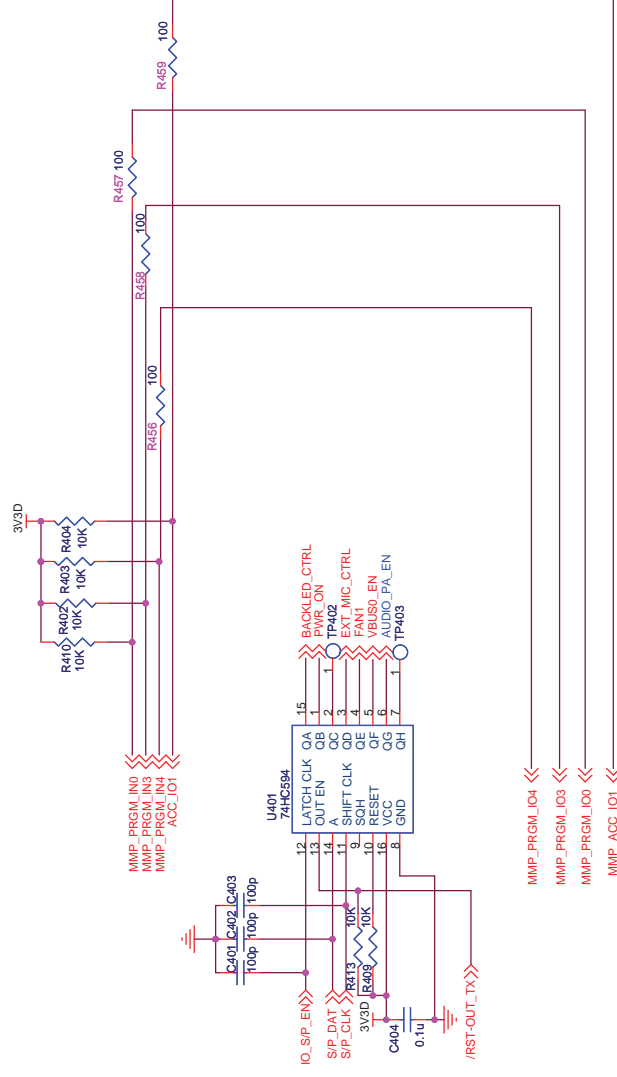 100
R459
R457 100
100
R458
100
R456
3V3D
R404
10K
R403
10K
R402
10K
R410
10K
MMP_PRGM_IN0
MMP_PRGM_IN3
MMP_PRGM_IN4
ACC_IO1
BACKLED_CTRL
PWR_ON
TP402
EXT_MIC_CTRL
FAN1
VBUS0_EN
AUDIO_PA_EN
TP403
1
1
15
1
2
3
4
5
6
7
U401
74HC594
LATCH CLK QA
OUT EN QB
A QC
SHIFT CLK QD
SQH QE
RESET QF
VCC QG
GND QH
12
13
14
11
9
10
16
8
C401
100p
C402
100p
C403
100p
R413
10K
R409
10K
IO_S/P_EN
S/P_DAT
S/P_CLK
3V3D
C404
0.1u
/RST-OUT_TX
MMP_PRGM_IO4
MMP_PRGM_IO3
MMP_PRGM_IO0
MMP_ACC_IO1